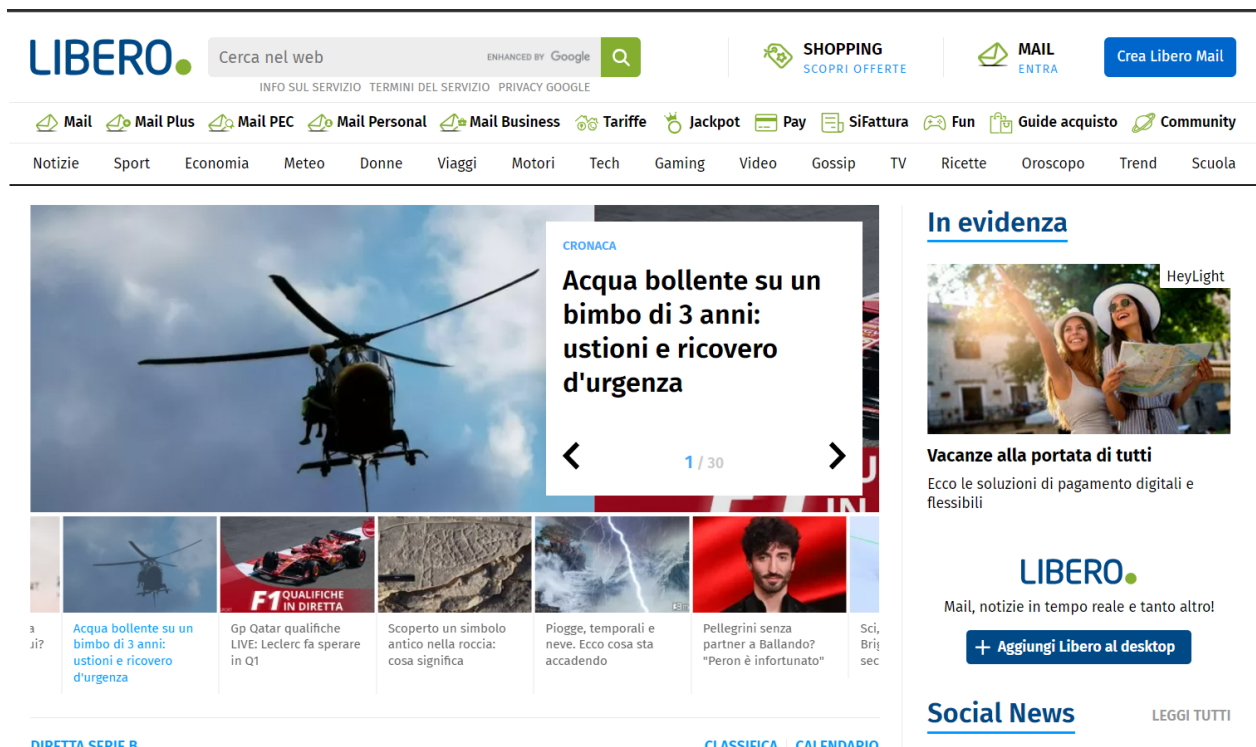 LIBERO
Cerca nel web
ENHANCED BY Google
SHOPPING
SCOPRI OFFERTE
MAIL
ENTRA
Crea Libero Mail
INFO SUL SERVIZIO TERMINI DEL SERVIZIO PRIVACY GOOGLE
Mail Mail Plus Mail PEC Mail Personal Mail Business Tariffe Jackpot Pay SiFattura Fun Guide acquisto Community
Notizie Sport Economia Meteo Donne Viaggi Motori Tech Gaming Video Gossip TV Ricette Oroscopo Trend Scuola
CRONACA
Acqua bollente su un
bimbo di 3 anni:
ustioni e ricovero
d'urgenza
1 / 30
F1 QUALIFICHE
IN DIRETTA
Acqua bollente su un
bimbo di 3 anni:
ustioni e ricovero
d'urgenza
Gp Qatar qualifiche
LIVE: Leclerc fa sperare
in Q1
Scoperto un simbolo
antico nella roccia:
cosa significa
Piogge, temporali e
neve. Ecco cosa sta
accadendo
Pellegrini senza
partner a Ballando?
"Peron è infortunato"
Sci,
DIRETTA SERIE B
CLASSIFICA CALENDARIO
In evidenza
HeyLight
Vacanze alla portata di tutti
Ecco le soluzioni di pagamento digitali e
flessibili
LIBERO
Mail, notizie in tempo reale e tanto altro!
+ Aggiungi Libero al desktop
Social News
LEGGI TUTTI